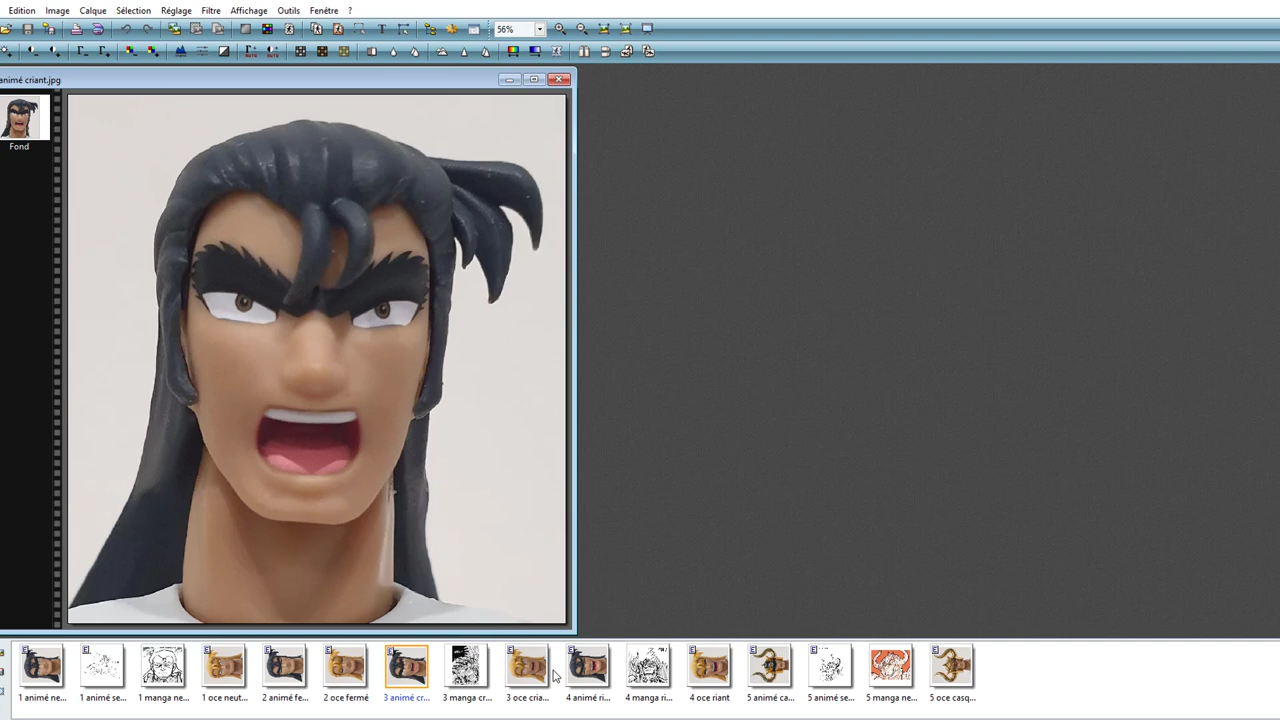 Edition Image Calque Sélection Réglage Filtre Affichage Outils Fenêtre ?
56%
animé criant.jpg
Fond
1 animé ne... 1 animé se... 1 manga ne... 1 oce neut... 2 animé fe... 2 oce fermé 3 animé cr... 3 manga cr... 3 oce cria... 4 animé ri... 4 manga ri... 4 oce riant 5 animé ca... 5 animé se... 5 manga ne... 5 oce casq...